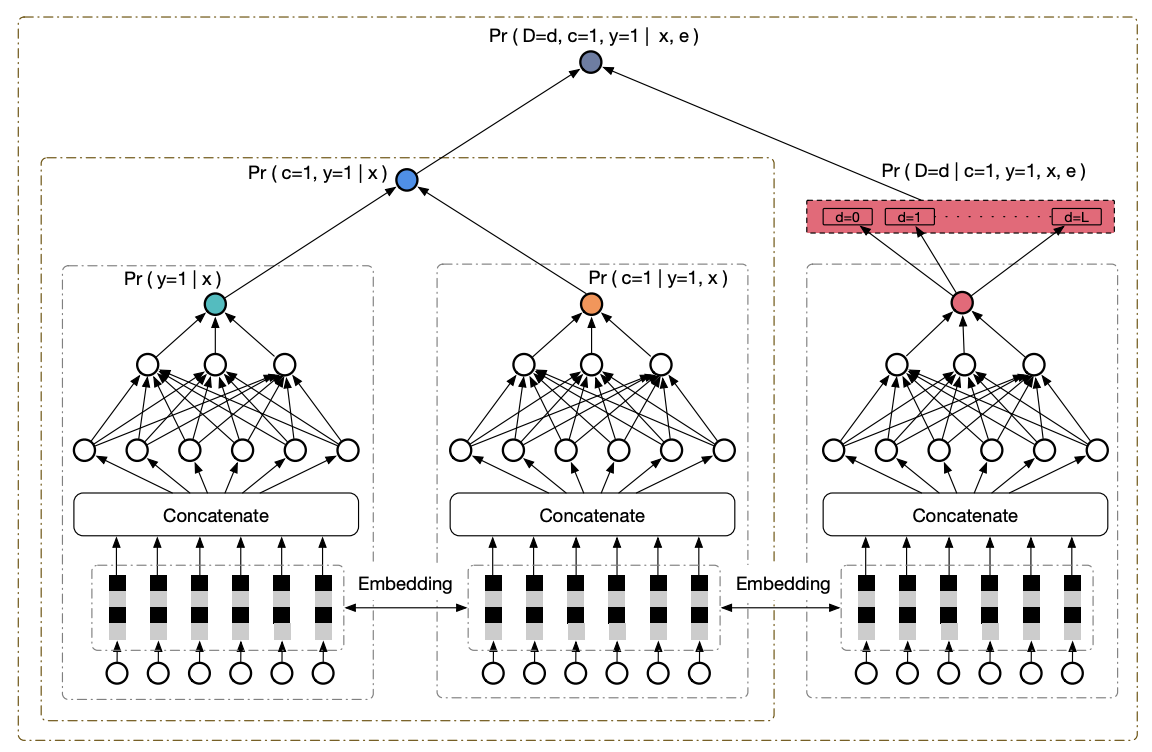 Pr ( D=d, c=1, y=1 | x, e )
Pr ( c=1, y=1 | x )
Pr ( D=d | c=1, y=1, x, e )
d=0 d=1 . . . . . . . . . . . d=L
Pr ( y=1 | x )
Pr ( c=1 | y=1, x )
Concatenate
Concatenate
Concatenate
Embedding
Embedding